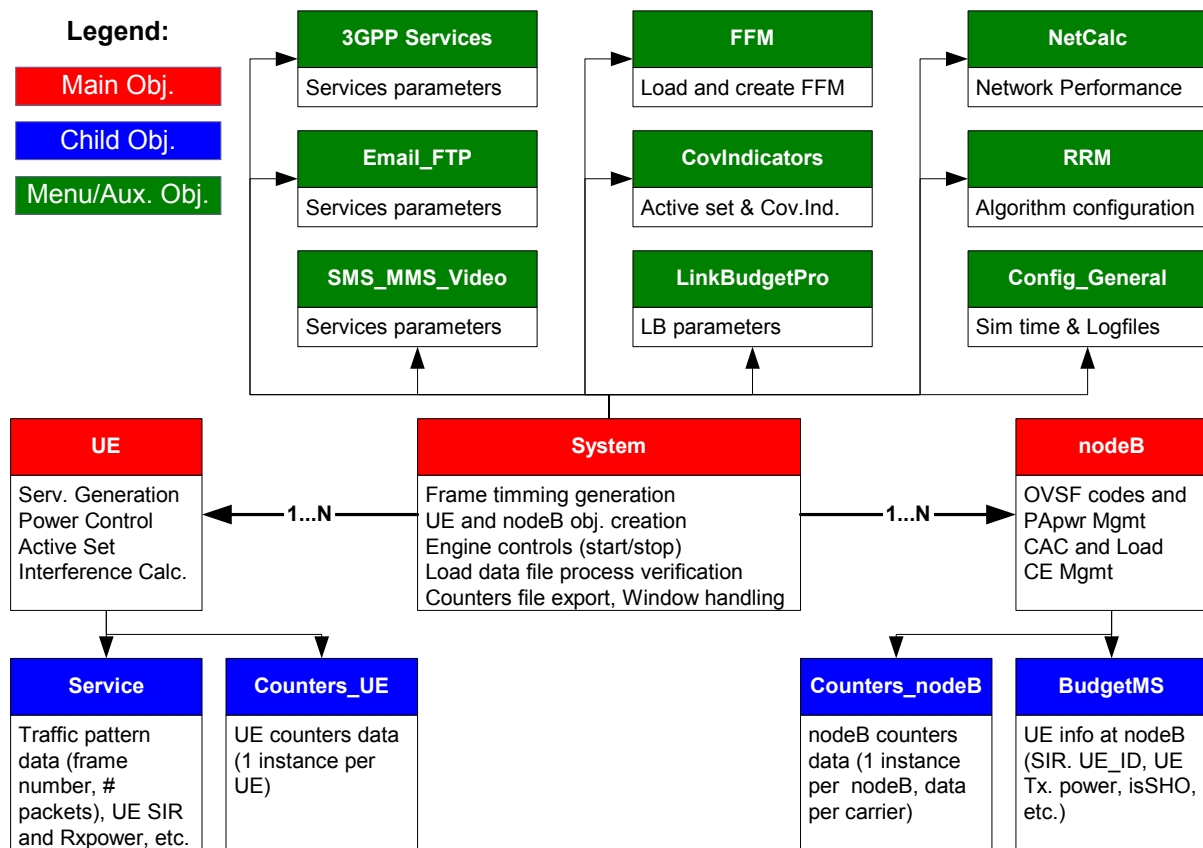 Legend:
Main Obj.
Child Obj.
Menu/Aux. Obj.
3GPP Services
Services parameters
FFM
Load and create FFM
NetCalc
Network Performance
Email_FTP
Services parameters
CovIndicators
Active set & Cov.Ind.
RRM
Algorithm configuration
SMS_MMS_Video
Services parameters
LinkBudgetPro
LB parameters
Config_General
Sim time & Logfiles
UE
Serv. Generation
Power Control
Active Set
Interference Calc.
1...N
System
Frame timming generation
UE and nodeB obj. creation
Engine controls (start/stop)
Load data file process verification
Counters file export, Window handling
1...N
nodeB
OVSF codes and
PApwr Mgmt
CAC and Load
CE Mgmt
Service
Traffic pattern
data (frame
number, #
packets), UE SIR
and Rxpower, etc.
Counters_UE
UE counters data
(1 instance per
UE)
Counters_nodeB
nodeB counters
data (1 instance
per nodeB, data
per carrier)
BudgetMS
UE info at nodeB
(SIR. UE_ID, UE
Tx. power, isSHO,
etc.)